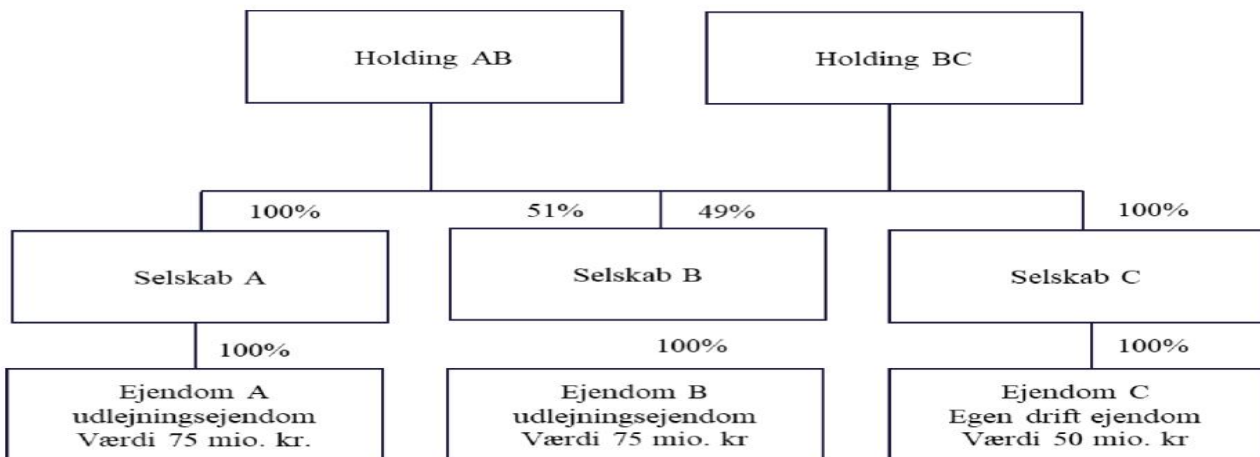 Holding AB
Holding BC
100%
51%
49%
100%
Selskab A
Selskab B
Selskab C
100%
100%
100%
Ejendom A
udlejningsejendom
Værdi 75 mio. kr.
Ejendom B
udlejningsejendom
Værdi 75 mio. kr
Ejendom C
Egen drift ejendom
Værdi 50 mio. kr